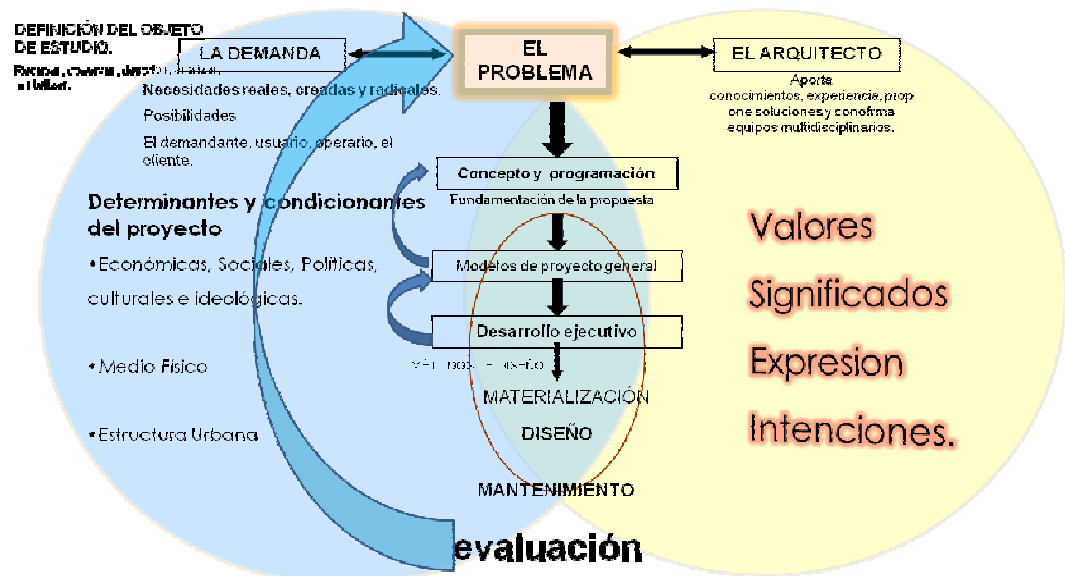 DEFINICIÓN DEL OBJETO
DE ESTUDIO.
LA DEMANDA
EL
PROBLEMA
EL ARQUITECTO
Necesidades reales, creadas y radicales.
Posibilidades
El demandante, usuario, operario, el
cliente.
Aporta
conocimientos, experiencia, prop
one soluciones y conofirma
equipos multidisciplinarios.
Concepto y programación
Fundamentación de la propuesta
Determinantes y condicionantes
del proyecto
•Económicas, Sociales, Políticas,
culturales e ideológicas.
•Medio Físico
•Estructura Urbana
Modelos de proyecto general
Desarrollo ejecutivo
MATERIALIZACIÓN
DISEÑO
MANTENIMIENTO
evaluación
Valores
Significados
Expresion
Intenciones.